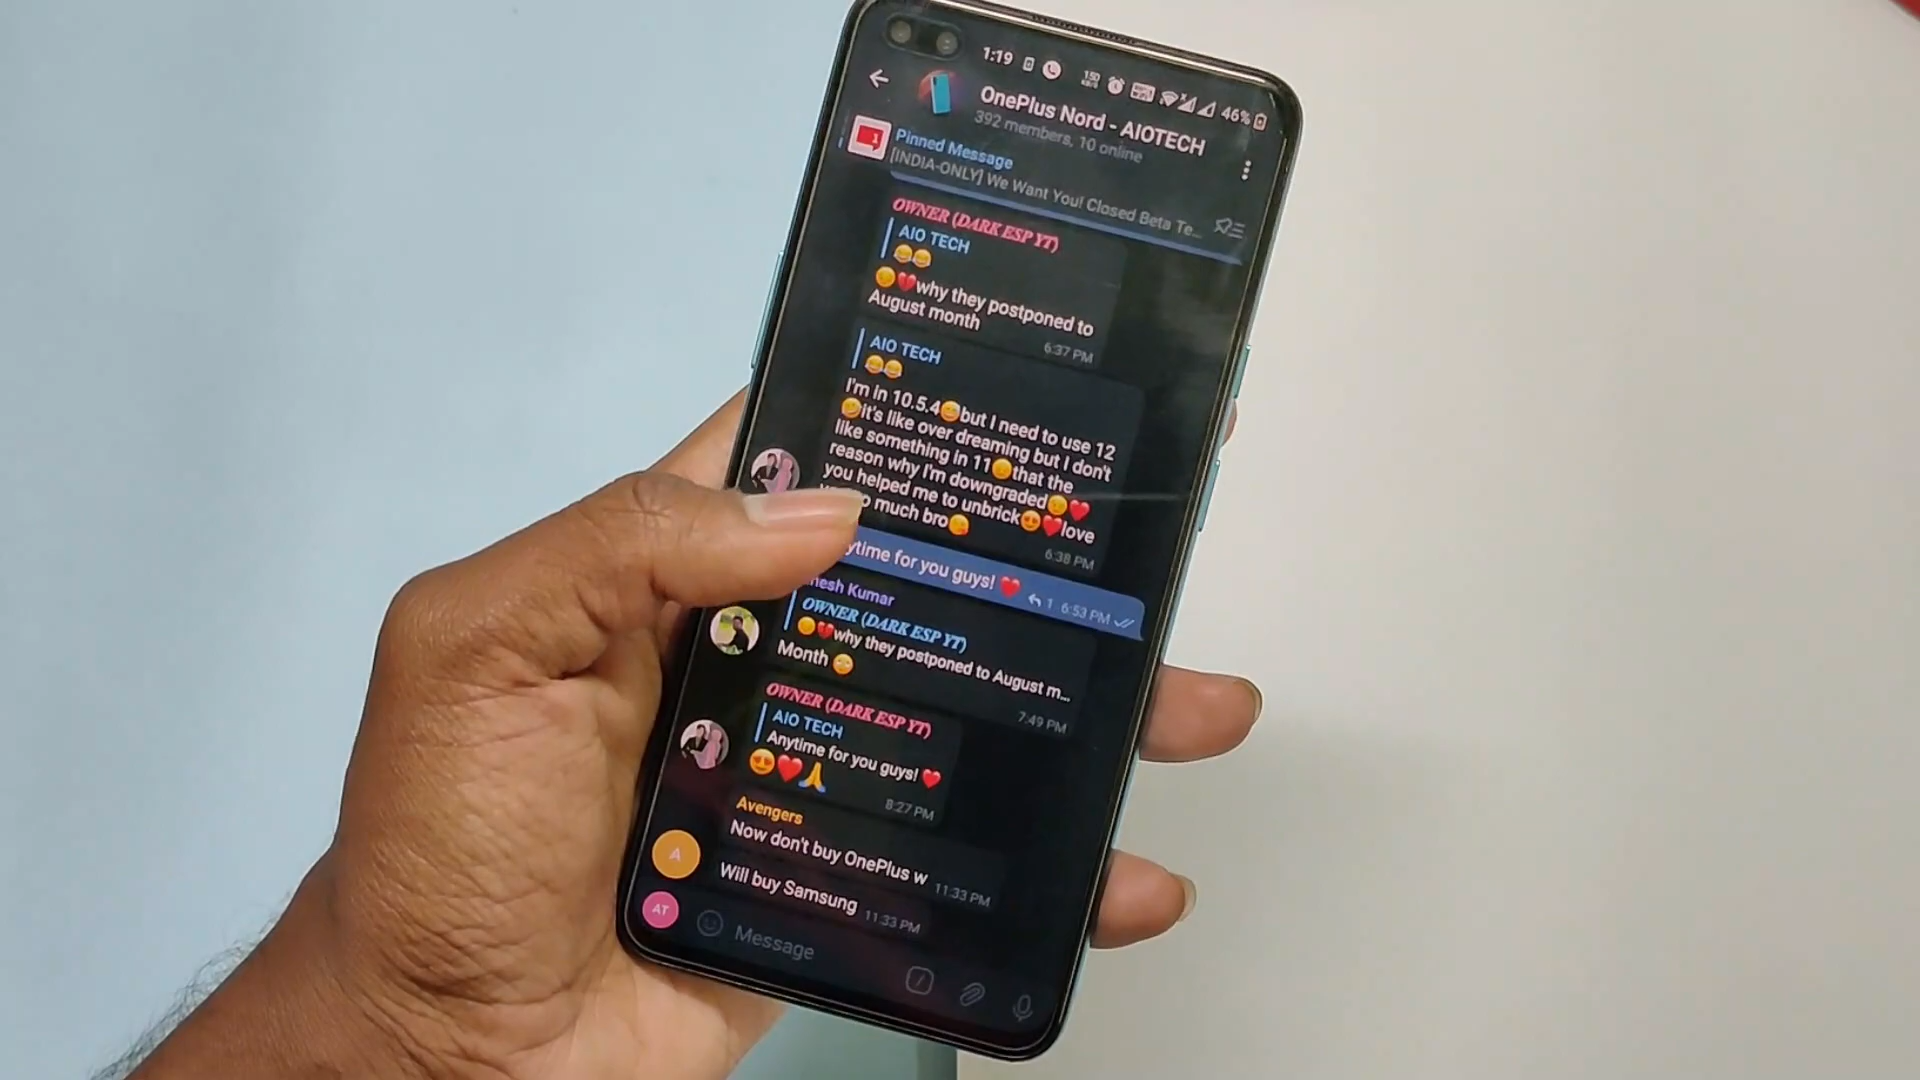 1:19 46%
OnePlus Nord - AIOTECH
392 members, 10 online
Pinned Message
[INDIA-ONLY] We Want You! Closed Beta Te...
OWNER (DARK ESP YT)
AIO TECH
😂😂
😕💔why they postponed to
August month
6:37 PM
AIO TECH
😂😂
I'm in 10.5.4😅but I need to use 12
it's like over dreaming but I don't
like something in 11 that the
reason why I'm downgraded ❤️
you helped me to unbrick😍❤️love
much bro😘
6:38 PM
for you guys! ❤️
1 6:53 PM
Kumar
OWNER (DARK ESP YT)
😕💔why they postponed to August m...
Month 🙄
7:49 PM
OWNER (DARK ESP YT)
AIO TECH
Anytime for you guys! ❤️
😍❤️🙏
8:27 PM
Avengers
Now don't buy OnePlus w
11:33 PM
A
Will buy Samsung
11:33 PM
AT
Message